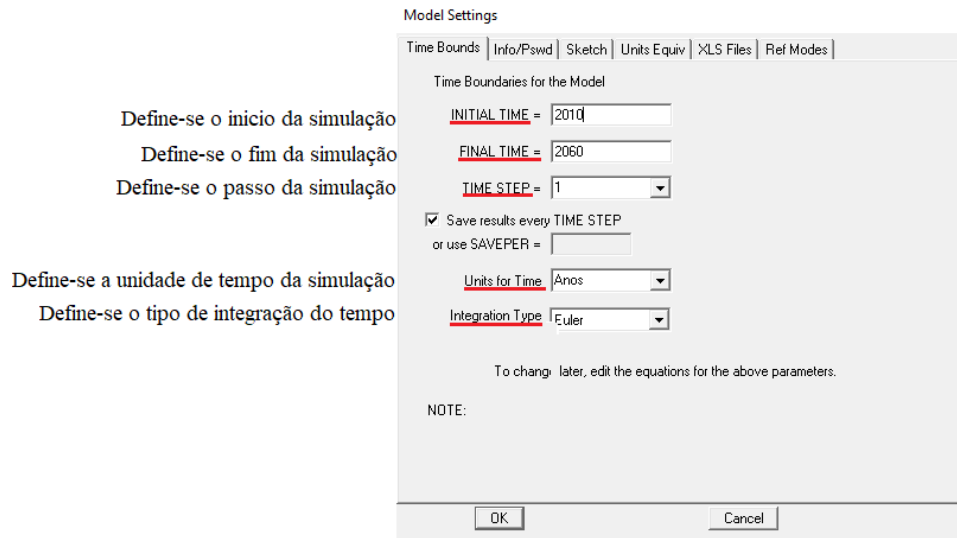 Model Settings
Time Bounds Info/Pswd Sketch Units Equiv XLS Files Ref Modes
Time Boundaries for the Model
Define-se o inicio da simulação INITIAL TIME = 2010
Define-se o fim da simulação FINAL TIME = 2060
Define-se o passo da simulação TIME STEP = 1
Save results every TIME STEP
or use SAVEPER =
Define-se a unidade de tempo da simulação Units for Time Anos
Define-se o tipo de integração do tempo Integration Type Euler
To chang later, edit the equations for the above parameters.
NOTE:
OK Cancel